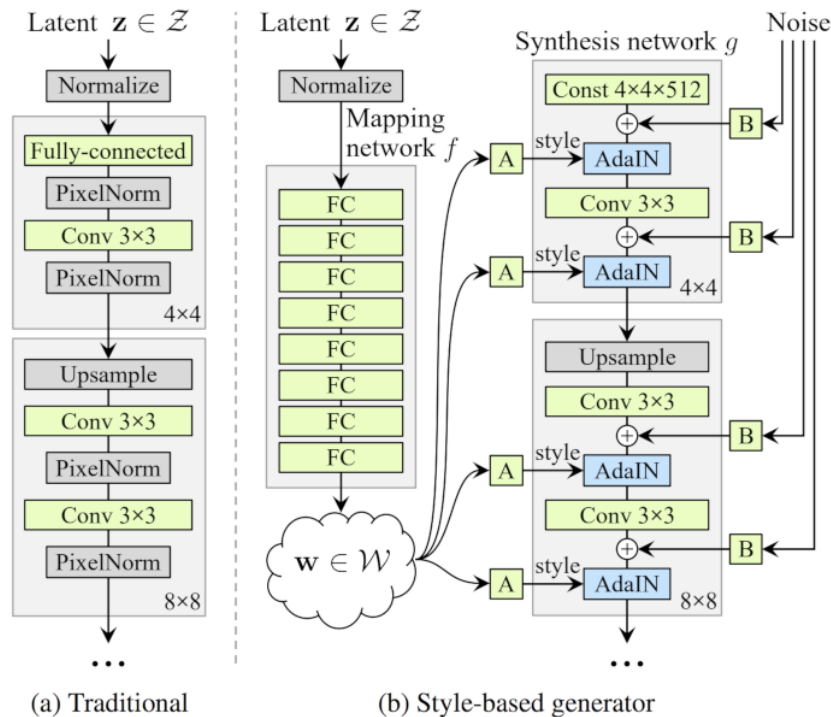 Latent z ∈ Z
Normalize
Fully-connected
PixelNorm
Conv 3×3
PixelNorm
4×4
Upsample
Conv 3×3
PixelNorm
Conv 3×3
PixelNorm
8×8
...
(a) Traditional
Latent z ∈ Z
Normalize
Mapping
network f
FC
FC
FC
FC
FC
FC
FC
FC
w ∈ W
A
A
A
A
Synthesis network g
Noise
Const 4×4×512
+
B
style
AdaIN
Conv 3×3
+
B
style
AdaIN
4×4
Upsample
Conv 3×3
+
B
style
AdaIN
Conv 3×3
+
B
style
AdaIN
8×8
...
(b) Style-based generator